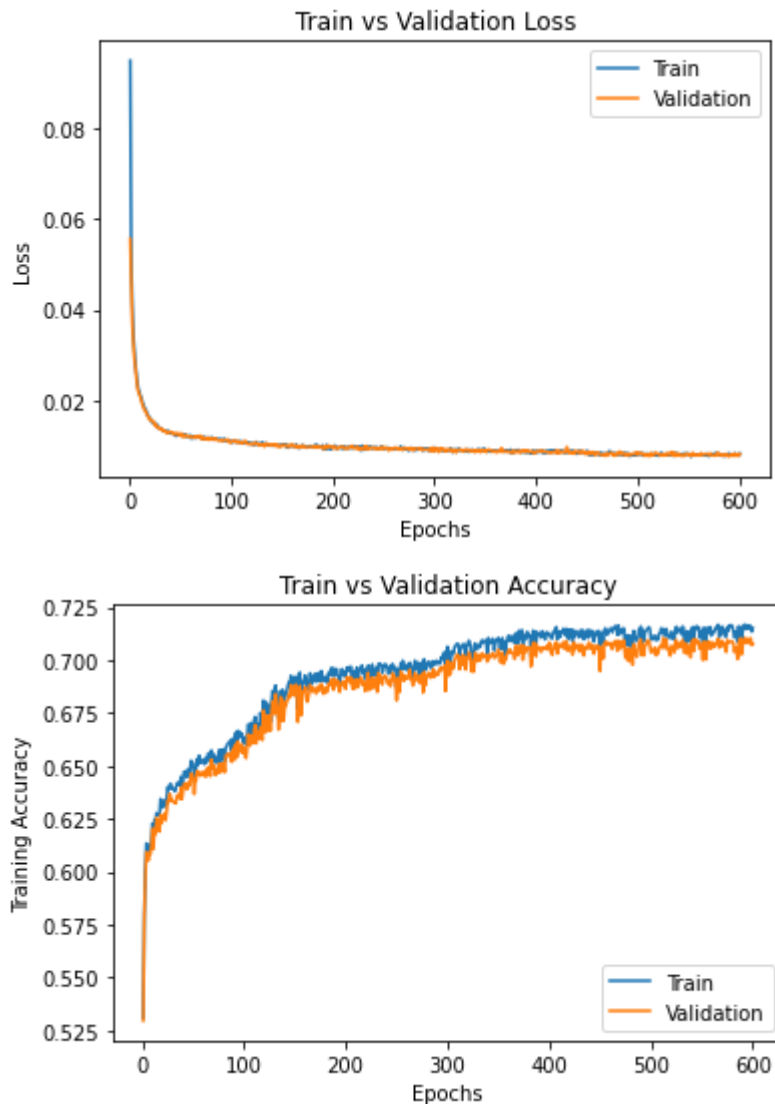 Train vs Validation Loss
Train
Validation
0.08
0.06
0.04
0.02
Loss
0 100 200 300 400 500 600
Epochs
Train vs Validation Accuracy
0.725
0.700
0.675
0.650
0.625
0.600
0.575
0.550
0.525
Training Accuracy
Train
Validation
0 100 200 300 400 500 600
Epochs